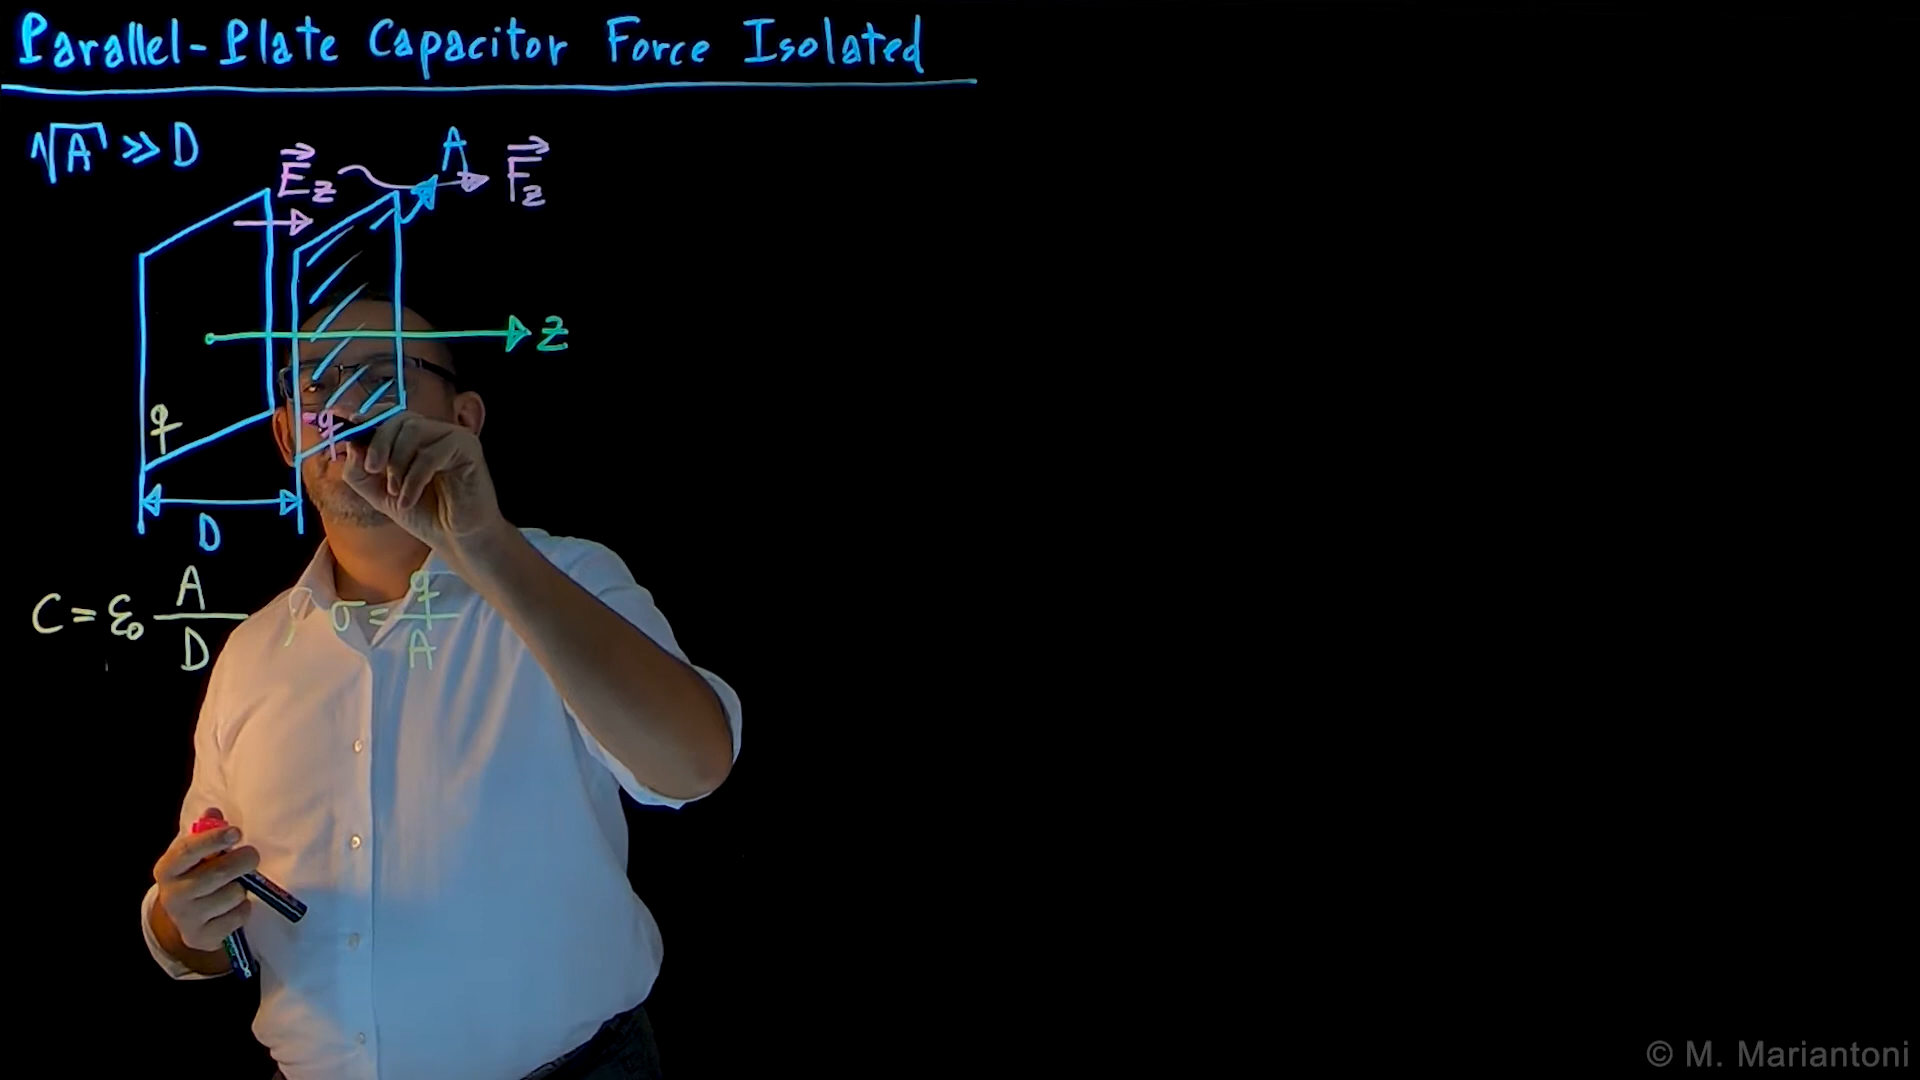 Parallel-Plate Capacitor Force Isolated
√A ≫ D
A
E⃗z
F⃗z
z
q
-q
D
C = ε₀ A/D , σ = q/A
© M. Mariantoni